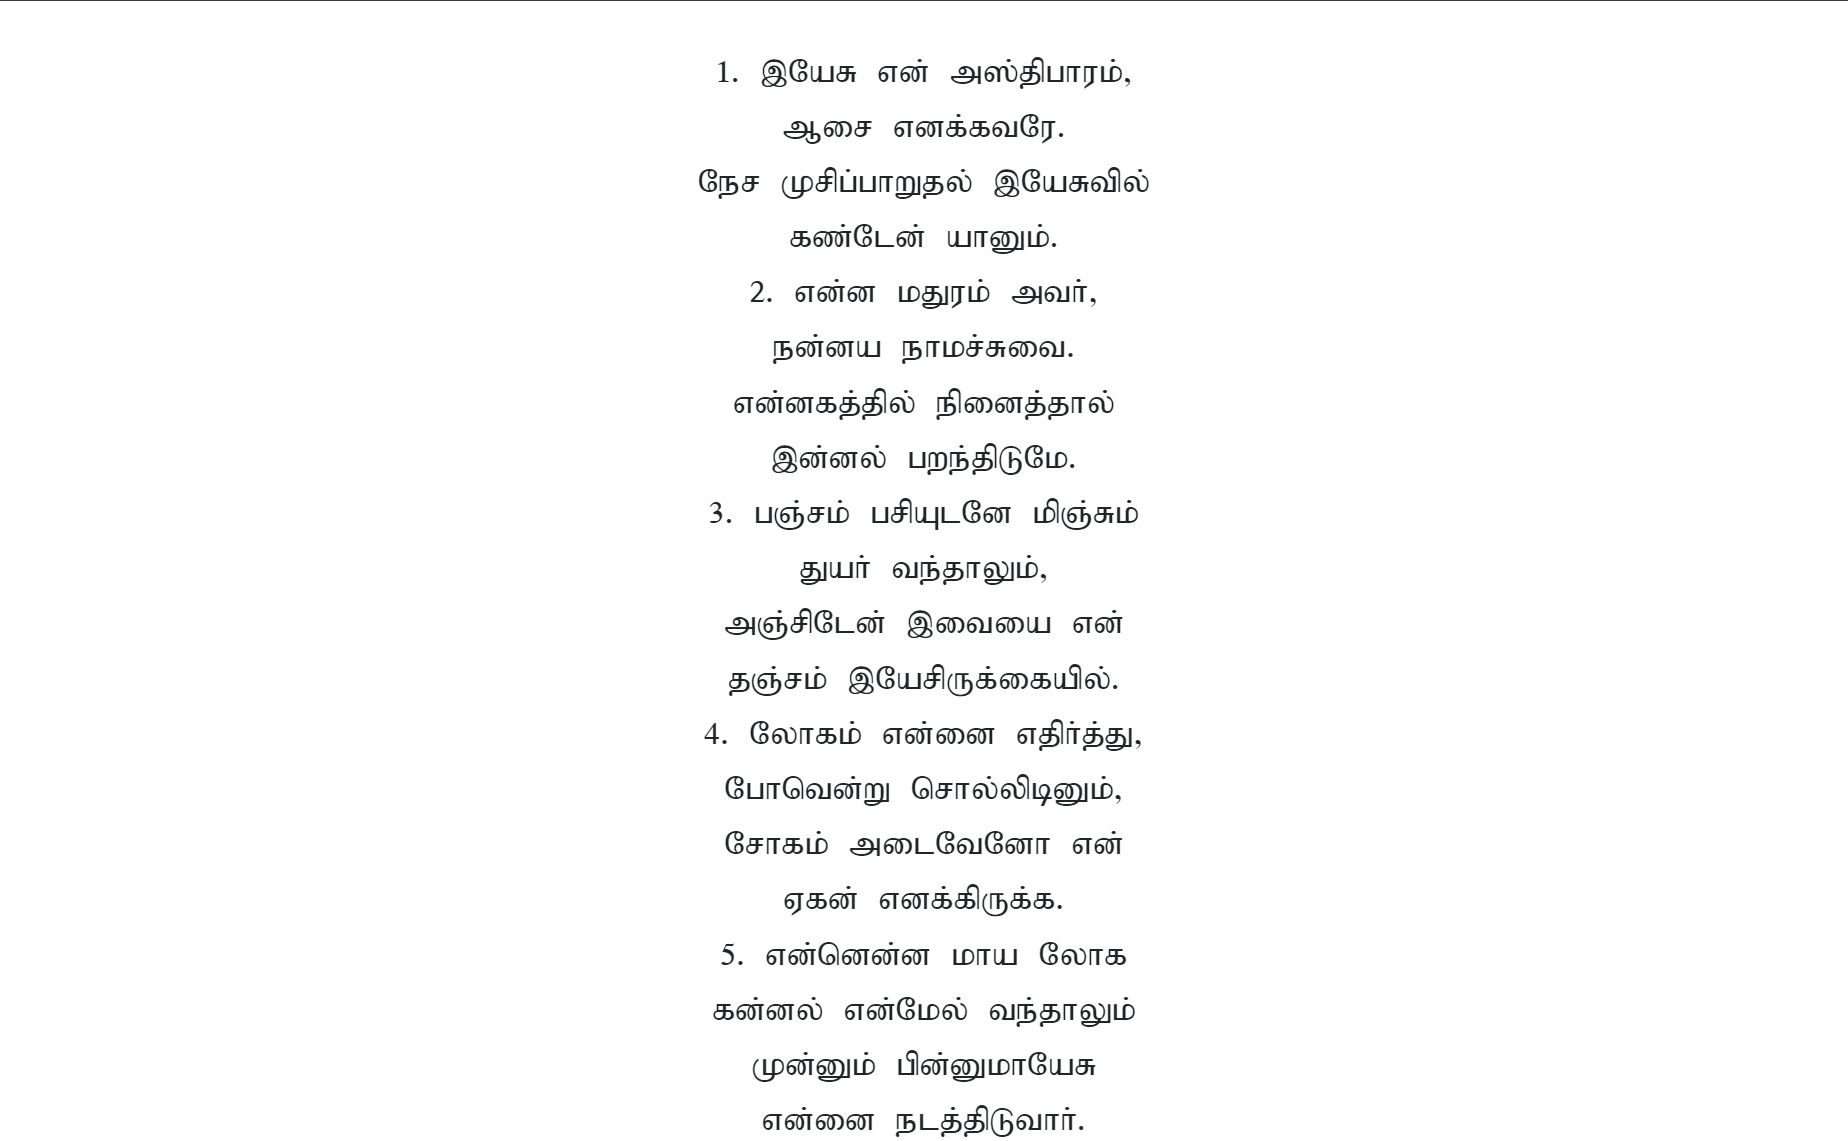 1. இயேசு என் அஸ்திபாரம்,
ஆசை எனக்கவரே.
நேச முசிப்பாறுதல் இயேசுவில்
கண்டேன் யானும்.
2. என்ன மதுரம் அவர்,
நன்னய நாமச்சுவை.
என்னகத்தில் நினைத்தால்
இன்னல் பறந்திடுமே.
3. பஞ்சம் பசியுடனே மிஞ்சும்
துயர் வந்தாலும்,
அஞ்சிடேன் இவையை என்
தஞ்சம் இயேசிருக்கையில்.
4. லோகம் என்னை எதிர்த்து,
போவென்று சொல்லிடினும்,
சோகம் அடைவேனோ என்
ஏகன் எனக்கிருக்க.
5. என்னென்ன மாய லோக
கன்னல் என்மேல் வந்தாலும்
முன்னும் பின்னுமாயேசு
என்னை நடத்திடுவார்.